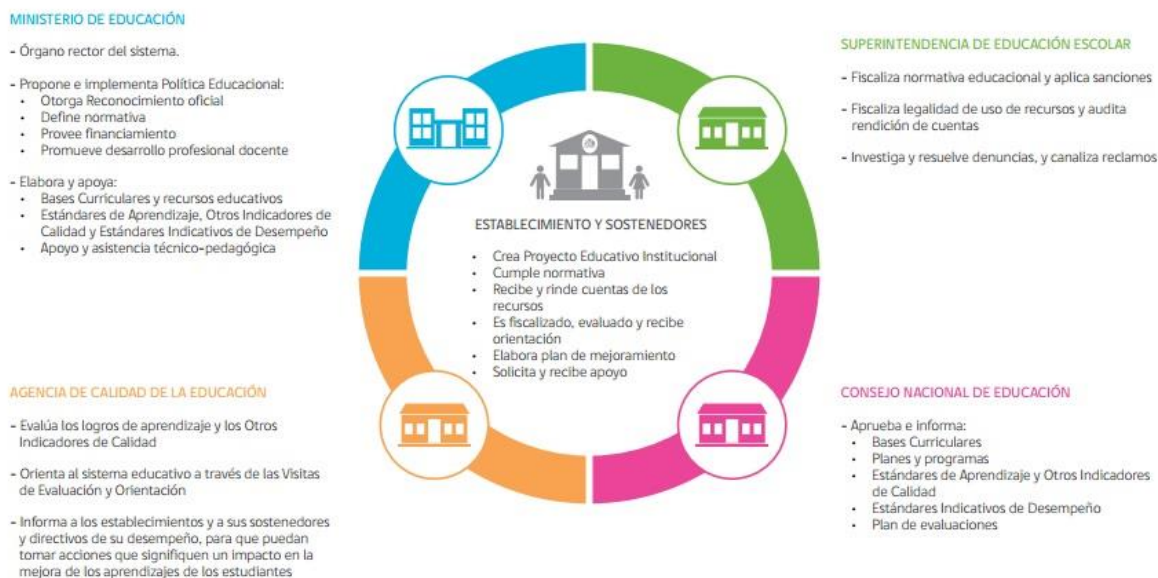 MINISTERIO DE EDUCACIÓN
- Órgano rector del sistema.
- Propone e implementa Política Educacional:
• Otorga Reconocimiento oficial
• Define normativa
• Provee financiamiento
• Promueve desarrollo profesional docente
- Elabora y apoya:
• Bases Curriculares y recursos educativos
• Estándares de Aprendizaje, Otros Indicadores de
Calidad y Estándares Indicativos de Desempeño
• Apoyo y asistencia técnico-pedagógica
SUPERINTENDENCIA DE EDUCACIÓN ESCOLAR
- Fiscaliza normativa educacional y aplica sanciones
- Fiscaliza legalidad de uso de recursos y audita
rendición de cuentas
- Investiga y resuelve denuncias, y canaliza reclamos
ESTABLECIMIENTO Y SOSTENEDORES
• Crea Proyecto Educativo Institucional
• Cumple normativa
• Recibe y rinde cuentas de los
recursos
• Es fiscalizado, evaluado y recibe
orientación
• Elabora plan de mejoramiento
• Solicita y recibe apoyo
AGENCIA DE CALIDAD DE LA EDUCACIÓN
- Evalúa los logros de aprendizaje y los Otros
Indicadores de Calidad
- Orienta al sistema educativo a través de las Visitas
de Evaluación y Orientación
- Informa a los establecimientos y a sus sostenedores
y directivos de su desempeño, para que puedan
tomar acciones que signifiquen un impacto en la
mejora de los aprendizajes de los estudiantes
CONSEJO NACIONAL DE EDUCACIÓN
- Aprueba e informa:
• Bases Curriculares
• Planes y programas
• Estándares de Aprendizaje y Otros Indicadores
de Calidad
• Estándares Indicativos de Desempeño
• Plan de evaluaciones